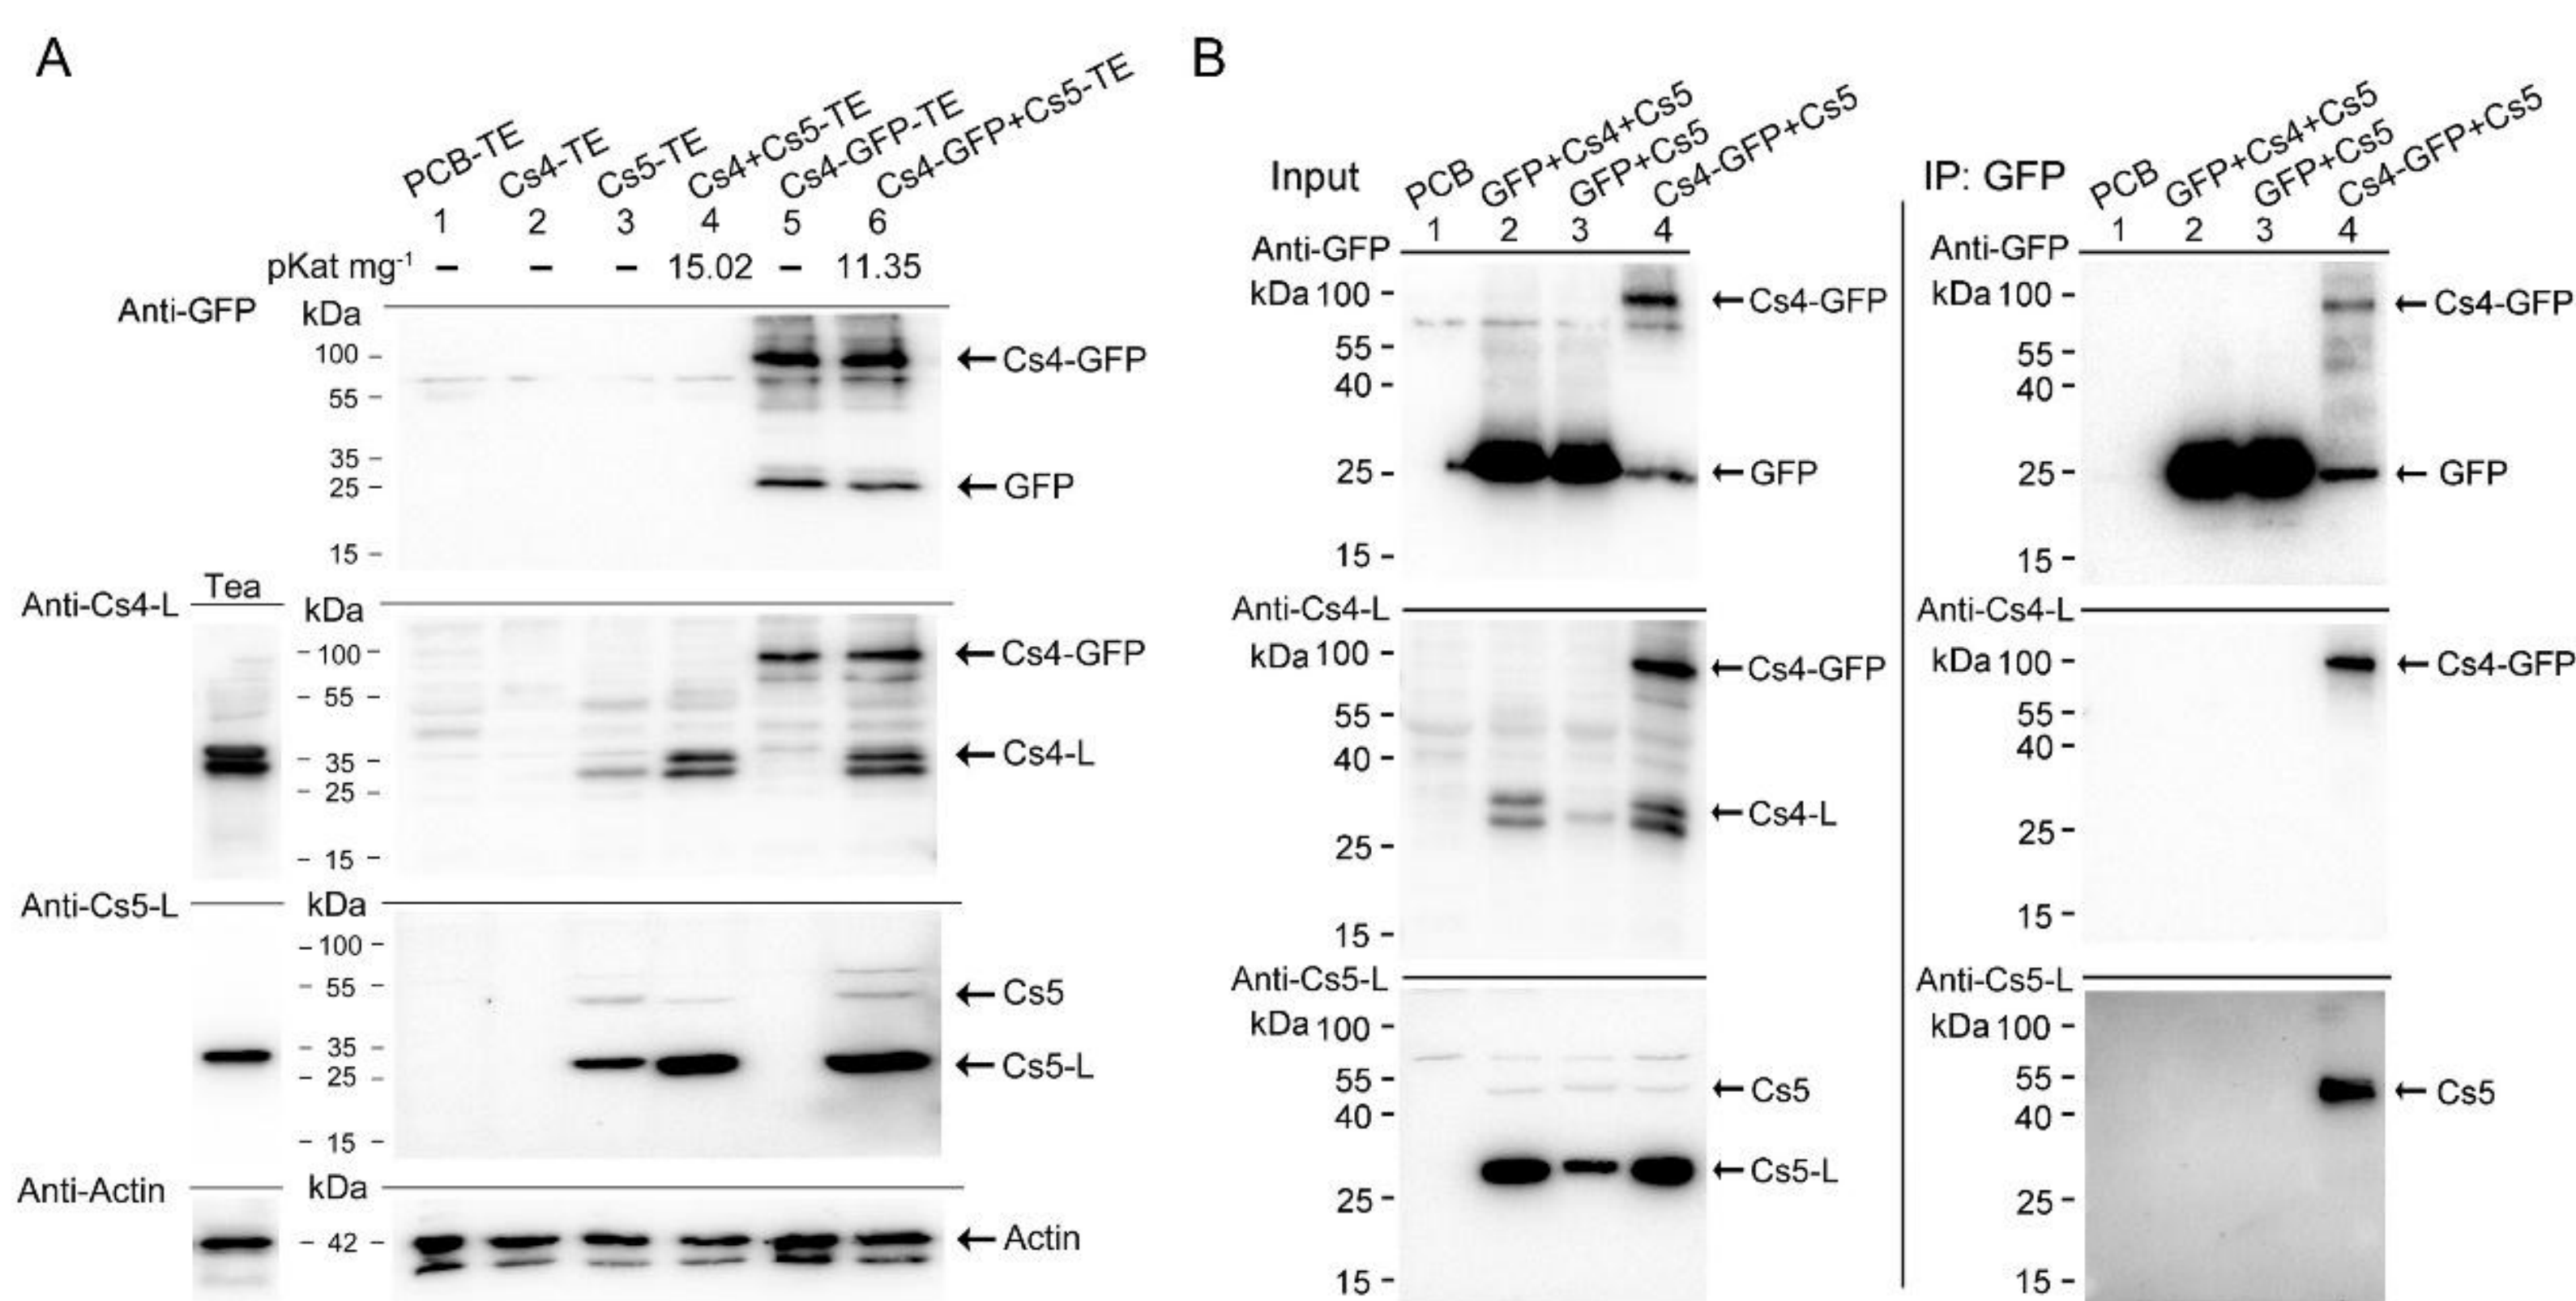 A
PCB-TE
Cs4-TE
Cs5-TE
Cs4+Cs5-TE
Cs4-GFP-TE
Cs4-GFP+Cs5-TE
1 2 3 4 5 6
pKat mg-1 – – – 15.02 – 11.35
Anti-GFP
kDa
100 –
55 –
35 –
25 –
15 –
←Cs4-GFP
←GFP
Anti-Cs4-L
Tea
kDa
– 100 –
– 55 –
– 35 –
– 25 –
– 15 –
←Cs4-GFP
←Cs4-L
Anti-Cs5-L
kDa
– 100 –
– 55 –
– 35 –
– 25 –
– 15 –
←Cs5
←Cs5-L
Anti-Actin
kDa
– 42 –
←Actin
B
Input
PCB
GFP+Cs4+Cs5
GFP+Cs5
Cs4-GFP+Cs5
1 2 3 4
Anti-GFP
kDa 100 –
55 –
40 –
25 –
15 –
←Cs4-GFP
←GFP
Anti-Cs4-L
kDa 100 –
55 –
40 –
25 –
15 –
←Cs4-GFP
←Cs4-L
Anti-Cs5-L
kDa 100 –
55 –
40 –
25 –
15 –
←Cs5
←Cs5-L
IP: GFP
PCB
GFP+Cs4+Cs5
GFP+Cs5
Cs4-GFP+Cs5
1 2 3 4
Anti-GFP
kDa 100 –
55 –
40 –
25 –
15 –
←Cs4-GFP
←GFP
Anti-Cs4-L
kDa 100 –
55 –
40 –
25 –
15 –
←Cs4-GFP
Anti-Cs5-L
kDa 100 –
55 –
40 –
25 –
15 –
←Cs5